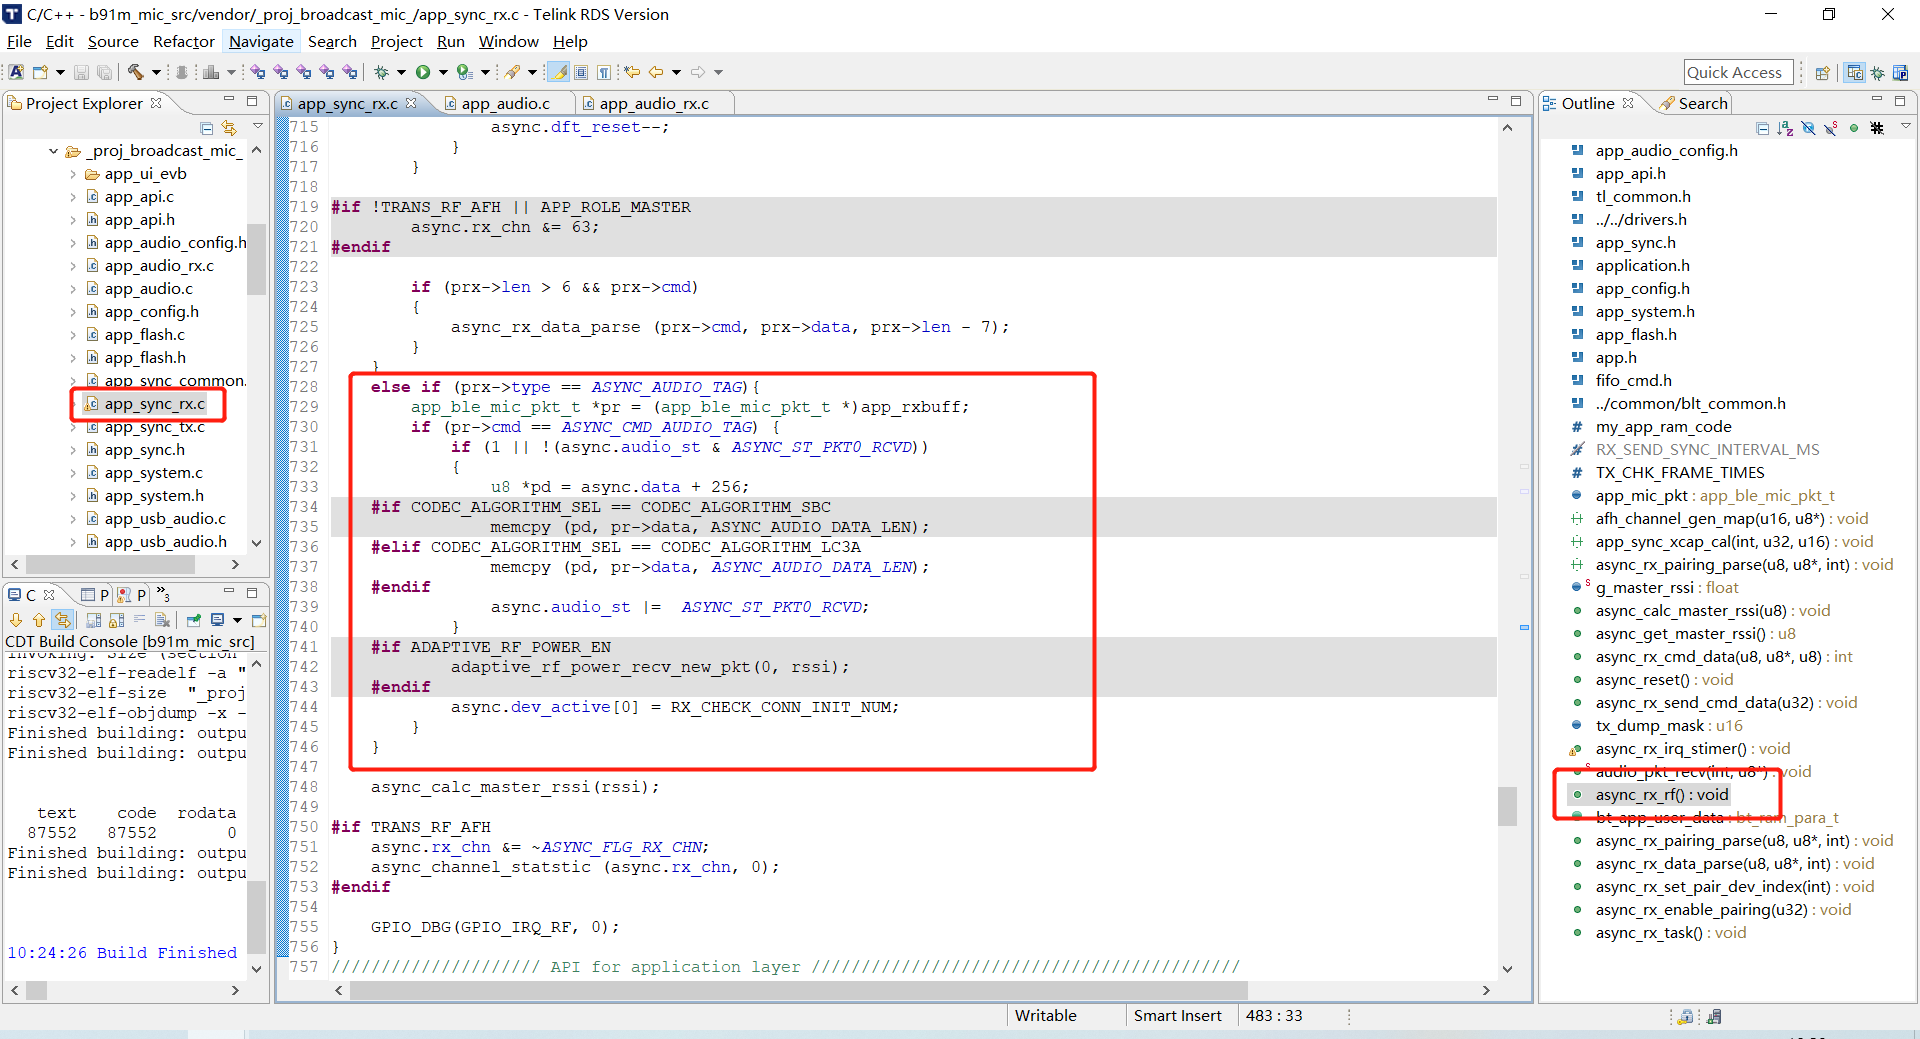 C/C++ - b91m_mic_src/vendor/_proj_broadcast_mic_/app_sync_rx.c - Telink RDS Version
File Edit Source Refactor Navigate Search Project Run Window Help
Quick Access
Project Explorer
_proj_broadcast_mic_
app_ui_evb
app_api.c
app_api.h
app_audio_config.h
app_audio_rx.c
app_audio.c
app_config.h
app_flash.c
app_flash.h
app_sync_common.
app_sync_rx.c
app_sync_tx.c
app_sync.h
app_system.c
app_system.h
app_usb_audio.c
app_usb_audio.h
C P P 3
CDT Build Console [b91m_mic_src]
Invoking: Size (section
riscv32-elf-readelf -a "
riscv32-elf-size "_proj
riscv32-elf-objdump -x -
Finished building: outpu
Finished building: outpu
text code rodata
87552 87552 0
Finished building: outpu
Finished building: outpu
10:24:26 Build Finished
app_sync_rx.c app_audio.c app_audio_rx.c
715 async.dft_reset--;
716 }
717 }
718
719 #if !TRANS_RF_AFH || APP_ROLE_MASTER
720 async.rx_chn &= 63;
721 #endif
722
723 if (prx->len > 6 && prx->cmd)
724 {
725 async_rx_data_parse (prx->cmd, prx->data, prx->len - 7);
726 }
727 }
728 else if (prx->type == ASYNC_AUDIO_TAG){
729 app_ble_mic_pkt_t *pr = (app_ble_mic_pkt_t *)app_rxbuff;
730 if (pr->cmd == ASYNC_CMD_AUDIO_TAG) {
731 if (1 || !(async.audio_st & ASYNC_ST_PKT0_RCVD))
732 {
733 u8 *pd = async.data + 256;
734 #if CODEC_ALGORITHM_SEL == CODEC_ALGORITHM_SBC
735 memcpy (pd, pr->data, ASYNC_AUDIO_DATA_LEN);
736 #elif CODEC_ALGORITHM_SEL == CODEC_ALGORITHM_LC3A
737 memcpy (pd, pr->data, ASYNC_AUDIO_DATA_LEN);
738 #endif
739 async.audio_st |= ASYNC_ST_PKT0_RCVD;
740 }
741 #if ADAPTIVE_RF_POWER_EN
742 adaptive_rf_power_recv_new_pkt(0, rssi);
743 #endif
744 async.dev_active[0] = RX_CHECK_CONN_INIT_NUM;
745 }
746 }
747
748 async_calc_master_rssi(rssi);
749
750 #if TRANS_RF_AFH
751 async.rx_chn &= ~ASYNC_FLG_RX_CHN;
752 async_channel_statstic (async.rx_chn, 0);
753 #endif
754
755 GPIO_DBG(GPIO_IRQ_RF, 0);
756 }
757 ///////////////////// API for application layer ///////////////////////////////////////////
Outline Search
app_audio_config.h
app_api.h
tl_common.h
../../drivers.h
app_sync.h
application.h
app_config.h
app_system.h
app_flash.h
app.h
fifo_cmd.h
../common/blt_common.h
my_app_ram_code
RX_SEND_SYNC_INTERVAL_MS
TX_CHK_FRAME_TIMES
app_mic_pkt : app_ble_mic_pkt_t
afh_channel_gen_map(u16, u8*) : void
app_sync_xcap_cal(int, u32, u16) : void
async_rx_pairing_parse(u8, u8*, int) : void
g_master_rssi : float
async_calc_master_rssi(u8) : void
async_get_master_rssi() : u8
async_rx_cmd_data(u8, u8*, u8) : int
async_reset() : void
async_rx_send_cmd_data(u32) : void
tx_dump_mask : u16
async_rx_irq_stimer() : void
audio_pkt_recv(int, u8*) : void
async_rx_rf() : void
bt_app_user_data : bt_ram_para_t
async_rx_pairing_parse(u8, u8*, int) : void
async_rx_data_parse(u8, u8*, int) : void
async_rx_set_pair_dev_index(int) : void
async_rx_enable_pairing(u32) : void
async_rx_task() : void
Writable Smart Insert 483 : 33